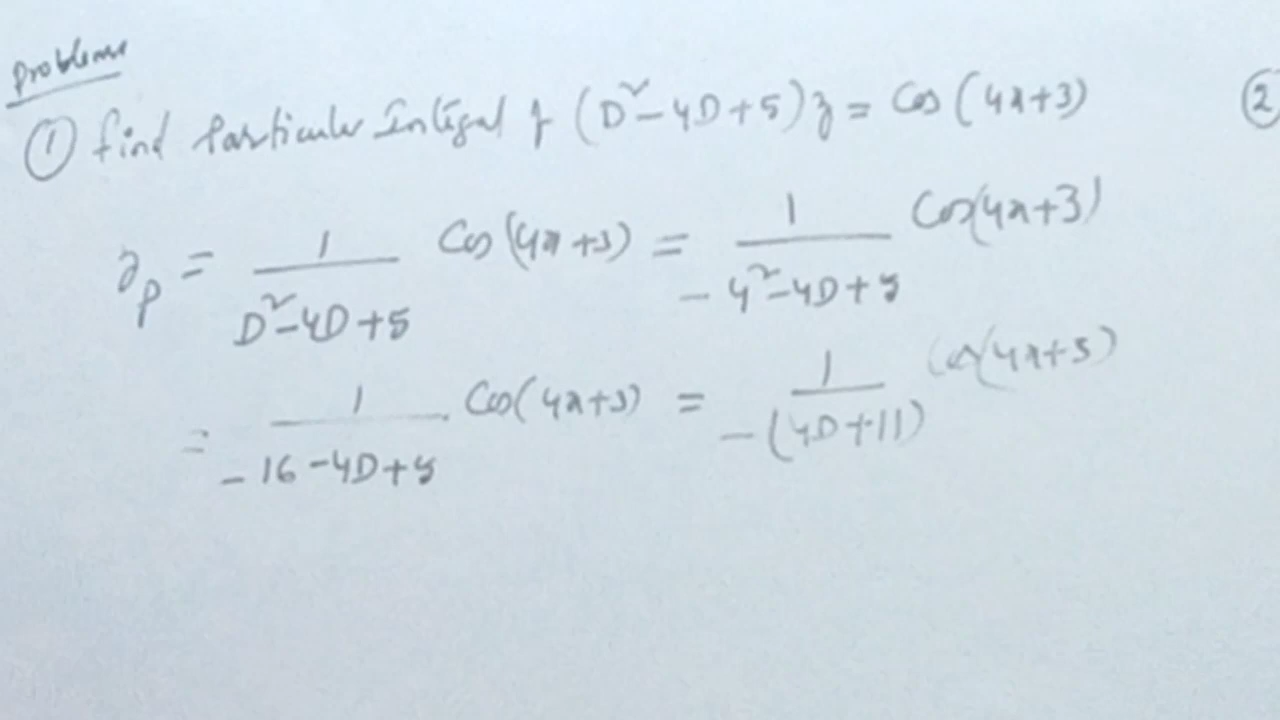 Problems
① find Particular Integral of (D²-4D+5)y = Cos(4x+3) ②
y_p = 1/(D²-4D+5) Cos(4x+3) = 1/(-4²-4D+5) Cos(4x+3)
= 1/(-16-4D+5) Cos(4x+3) = 1/(-(4D+11)) Cos(4x+3)